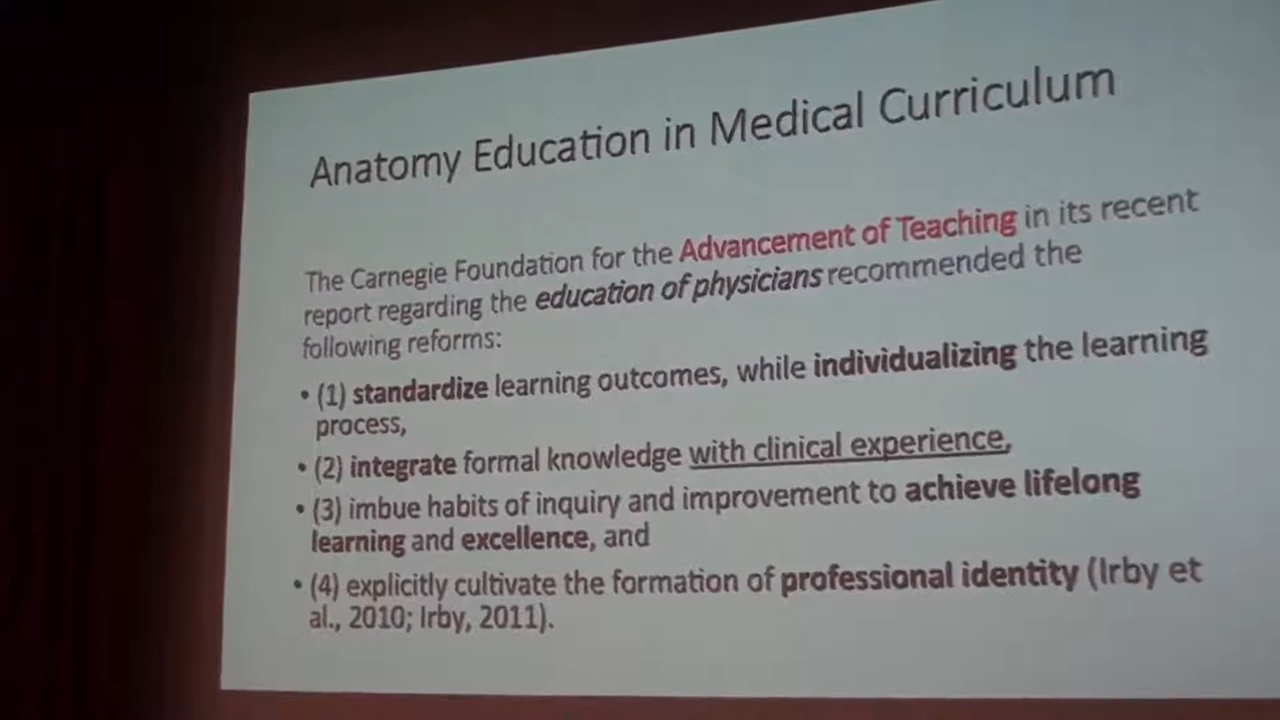 Anatomy Education in Medical Curriculum
The Carnegie Foundation for the Advancement of Teaching in its recent
report regarding the education of physicians recommended the
following reforms:
• (1) standardize learning outcomes, while individualizing the learning
process,
• (2) integrate formal knowledge with clinical experience,
• (3) imbue habits of inquiry and improvement to achieve lifelong
learning and excellence, and
• (4) explicitly cultivate the formation of professional identity (Irby et
al., 2010; Irby, 2011).